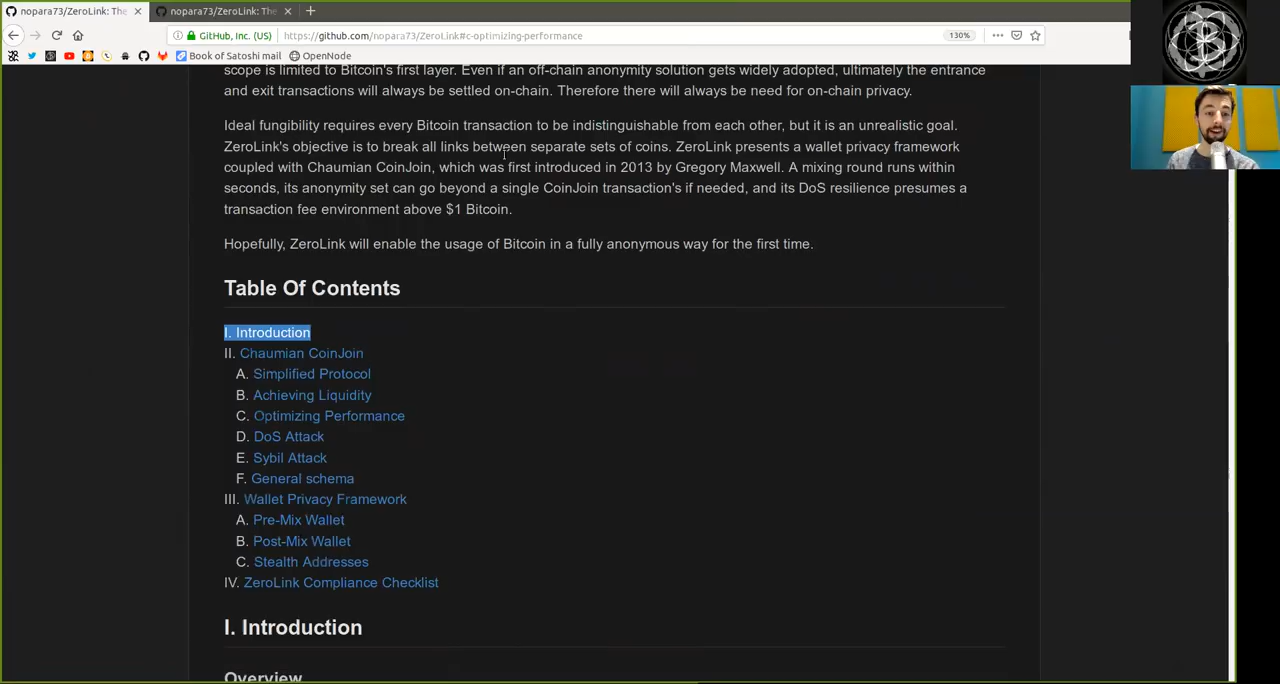 nopara73/ZeroLink: The
nopara73/ZeroLink: The
GitHub, Inc. (US)
https://github.com/nopara73/ZeroLink#c-optimizing-performance
130%
Book of Satoshi mail
OpenNode
scope is limited to Bitcoin's first layer. Even if an off-chain anonymity solution gets widely adopted, ultimately the entrance
and exit transactions will always be settled on-chain. Therefore there will always be need for on-chain privacy.
Ideal fungibility requires every Bitcoin transaction to be indistinguishable from each other, but it is an unrealistic goal.
ZeroLink's objective is to break all links between separate sets of coins. ZeroLink presents a wallet privacy framework
coupled with Chaumian CoinJoin, which was first introduced in 2013 by Gregory Maxwell. A mixing round runs within
seconds, its anonymity set can go beyond a single CoinJoin transaction's if needed, and its DoS resilience presumes a
transaction fee environment above $1 Bitcoin.
Hopefully, ZeroLink will enable the usage of Bitcoin in a fully anonymous way for the first time.
Table Of Contents
I. Introduction
II. Chaumian CoinJoin
A. Simplified Protocol
B. Achieving Liquidity
C. Optimizing Performance
D. DoS Attack
E. Sybil Attack
F. General schema
III. Wallet Privacy Framework
A. Pre-Mix Wallet
B. Post-Mix Wallet
C. Stealth Addresses
IV. ZeroLink Compliance Checklist
I. Introduction
Overview